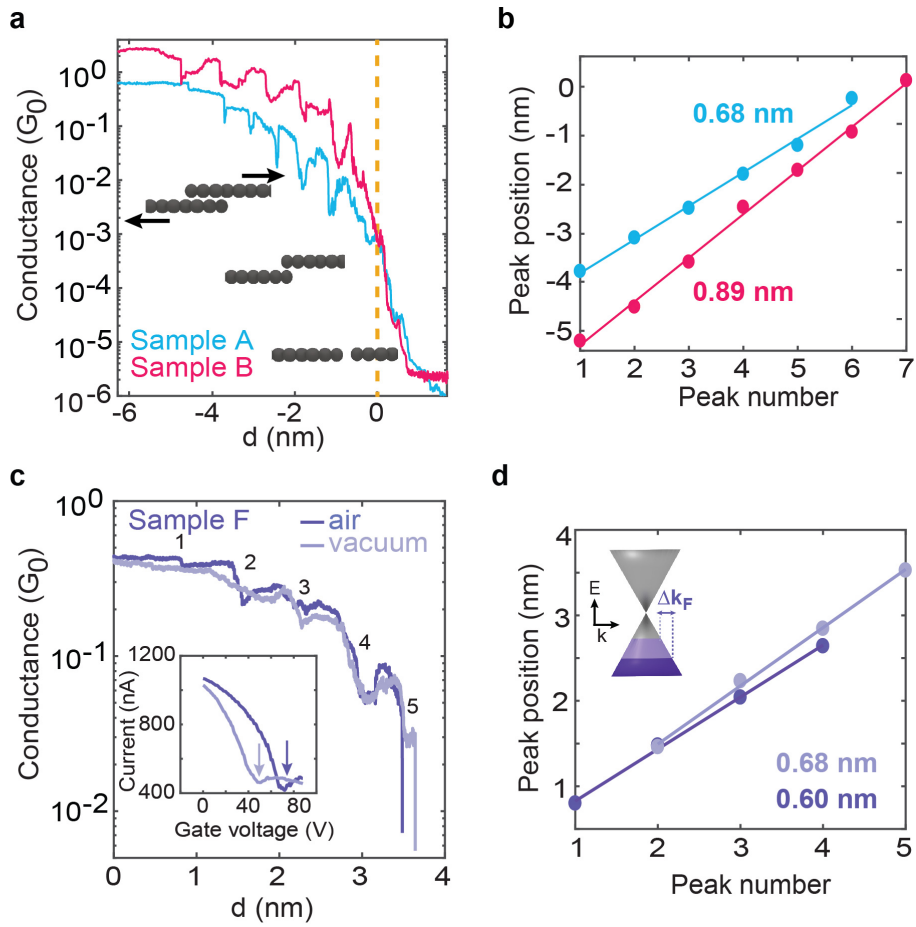 a
Conductance (G₀)
10⁰
10⁻¹
10⁻²
10⁻³
10⁻⁴
10⁻⁵
10⁻⁶
Sample A
Sample B
-6
-4
-2
0
d (nm)
b
Peak position (nm)
0
-1
-2
-3
-4
-5
0.68 nm
0.89 nm
1
2
3
4
5
6
7
Peak number
c
Conductance (G₀)
10⁰
10⁻¹
10⁻²
Sample F
air
vacuum
1
2
3
4
5
Current (nA)
1200
800
400
0
40
80
Gate voltage (V)
0
1
2
3
4
d (nm)
d
Peak position (nm)
4
3
2
1
E
k
Δk_F
0.68 nm
0.60 nm
1
2
3
4
5
Peak number